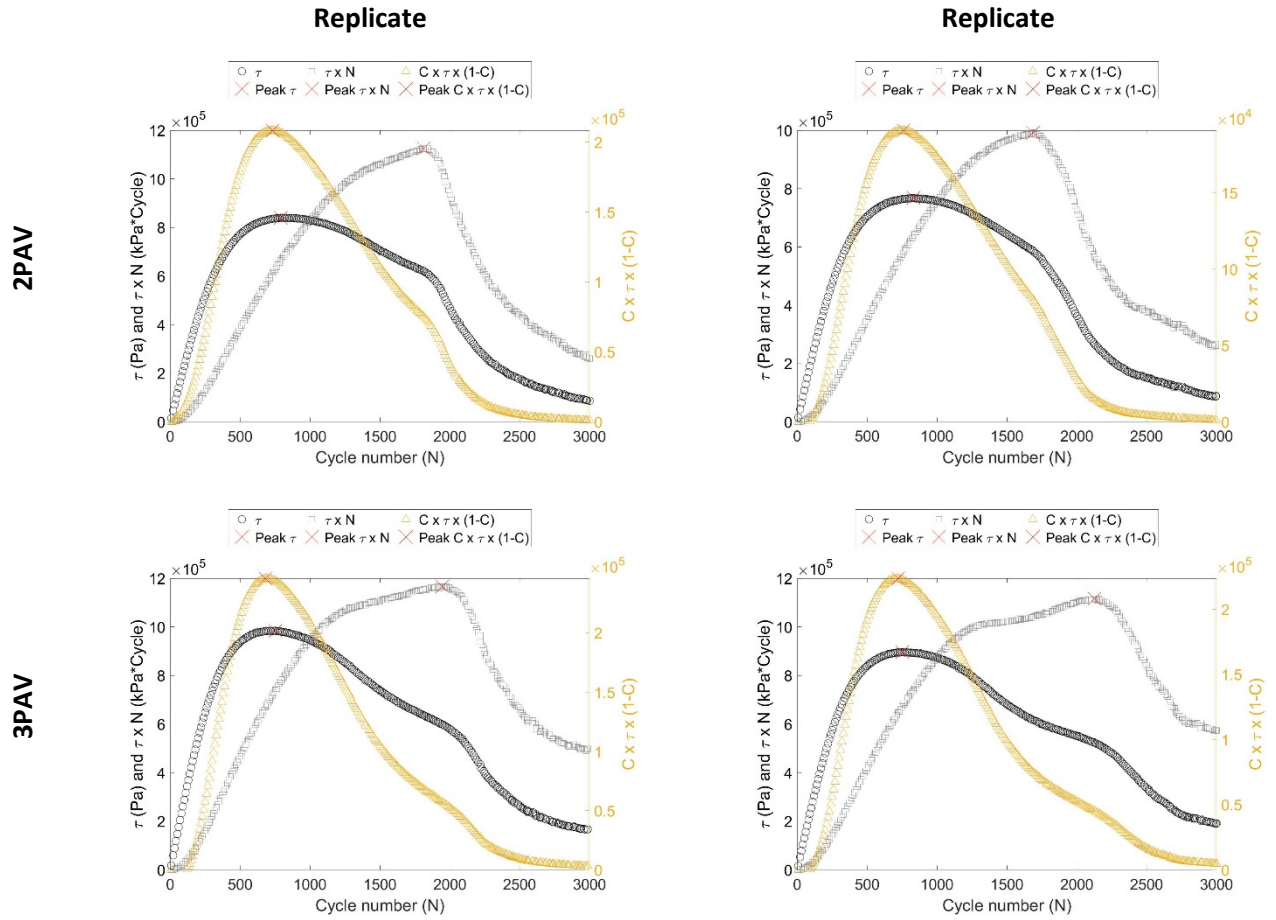 Replicate
Replicate
2PAV
τ τ x N C x τ x (1-C)
Peak τ Peak τ x N Peak C x τ x (1-C)
×10⁵
×10⁵
12
10
8
6
4
2
0
τ (Pa) and τ x N (kPa*Cycle)
2
1.5
1
0.5
0
C x τ x (1-C)
0 500 1000 1500 2000 2500 3000
Cycle number (N)
τ τ x N C x τ x (1-C)
Peak τ Peak τ x N Peak C x τ x (1-C)
×10⁵
×10⁴
10
8
6
4
2
0
τ (Pa) and τ x N (kPa*Cycle)
15
10
5
0
C x τ x (1-C)
0 500 1000 1500 2000 2500 3000
Cycle number (N)
3PAV
τ τ x N C x τ x (1-C)
Peak τ Peak τ x N Peak C x τ x (1-C)
×10⁵
×10⁵
12
10
8
6
4
2
0
τ (Pa) and τ x N (kPa*Cycle)
2
1.5
1
0.5
0
C x τ x (1-C)
0 500 1000 1500 2000 2500 3000
Cycle number (N)
τ τ x N C x τ x (1-C)
Peak τ Peak τ x N Peak C x τ x (1-C)
×10⁵
×10⁵
12
10
8
6
4
2
0
τ (Pa) and τ x N (kPa*Cycle)
2
1.5
1
0.5
0
C x τ x (1-C)
0 500 1000 1500 2000 2500 3000
Cycle number (N)